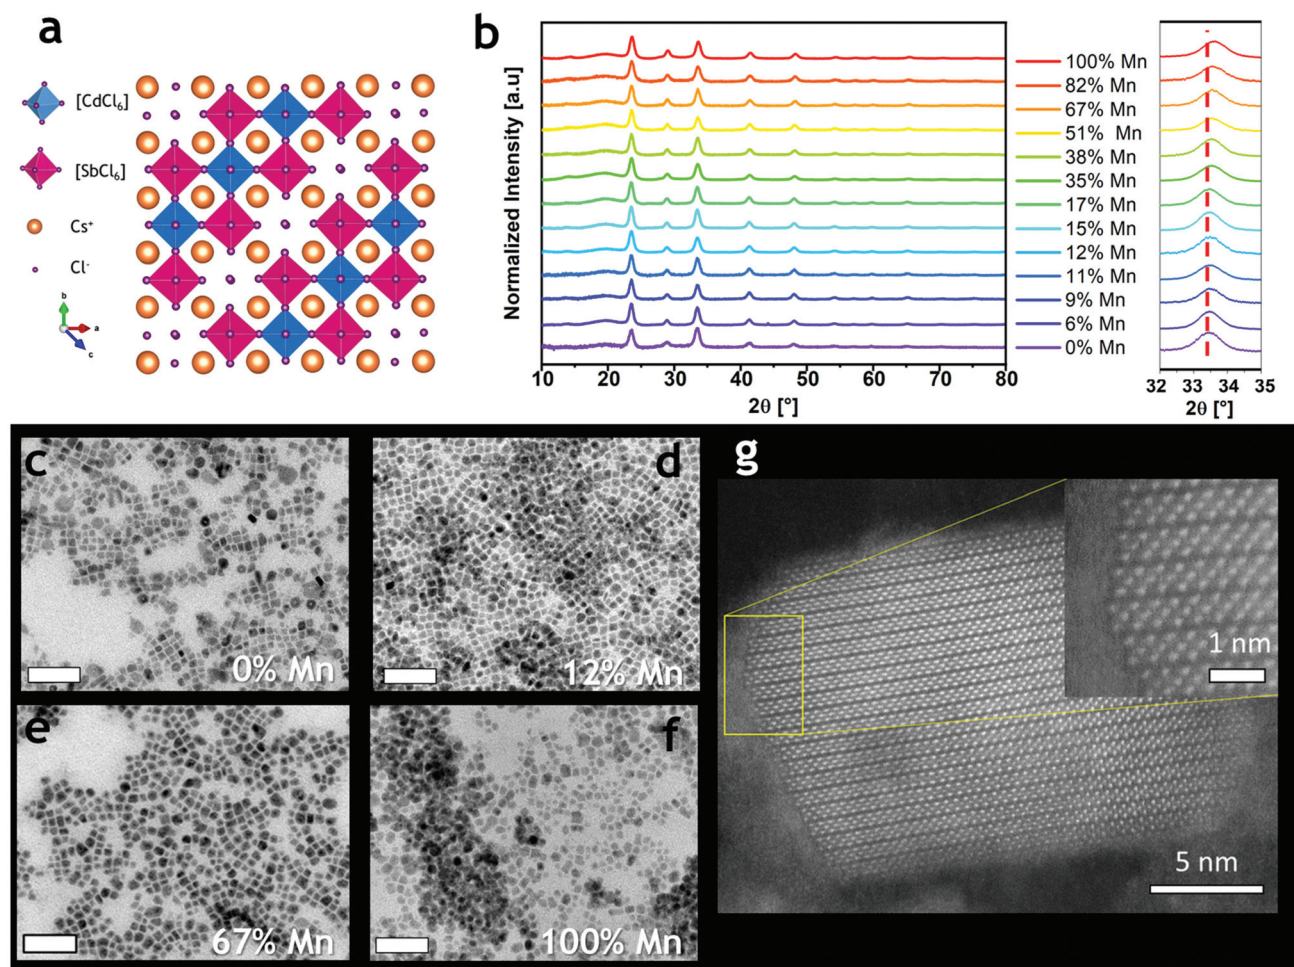 a
[CdCl6]
[SbCl6]
Cs+
Cl-
b
a
c
b
Normalized Intensity [a.u]
10 20 30 40 50 60 70 80
2θ [°]
100% Mn
82% Mn
67% Mn
51% Mn
38% Mn
35% Mn
17% Mn
15% Mn
12% Mn
11% Mn
9% Mn
6% Mn
0% Mn
32 33 34 35
2θ [°]
c
0% Mn
d
12% Mn
e
67% Mn
f
100% Mn
g
1 nm
5 nm